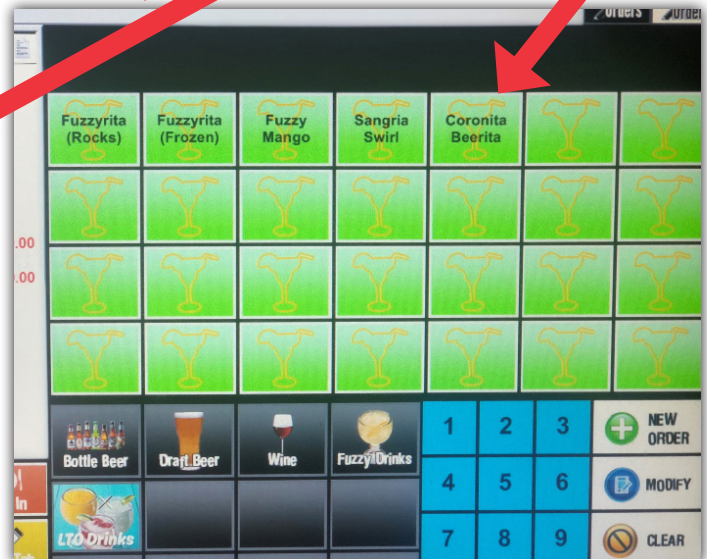 Orders
Fuzzyrita
(Rocks)
Fuzzyrita
(Frozen)
Fuzzy
Mango
Sangria
Swirl
Coronita
Beerita
.00
.00
Bottle Beer
Draft Beer
Wine
Fuzzy Drinks
1
2
3
NEW
ORDER
In
4
5
6
MODIFY
LTO Drinks
7
8
9
CLEAR